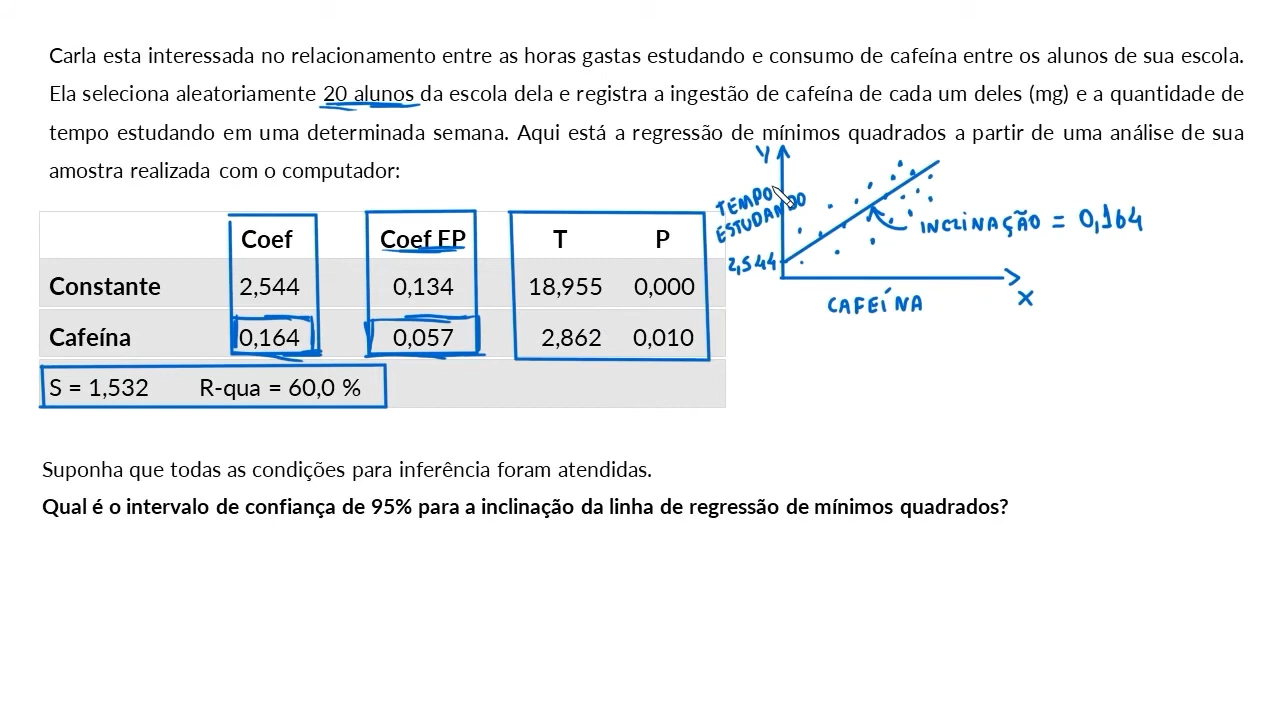 Carla esta interessada no relacionamento entre as horas gastas estudando e consumo de cafeína entre os alunos de sua escola.
Ela seleciona aleatoriamente 20 alunos da escola dela e registra a ingestão de cafeína de cada um deles (mg) e a quantidade de
tempo estudando em uma determinada semana. Aqui está a regressão de mínimos quadrados a partir de uma análise de sua
amostra realizada com o computador:
Y
TEMPO
ESTUDANDO
INCLINAÇÃO = 0,164
2,544
CAFEÍNA
X
Coef Coef EP T P
Constante 2,544 0,134 18,955 0,000
Cafeína 0,164 0,057 2,862 0,010
S = 1,532 R-qua = 60,0 %
Suponha que todas as condições para inferência foram atendidas.
Qual é o intervalo de confiança de 95% para a inclinação da linha de regressão de mínimos quadrados?